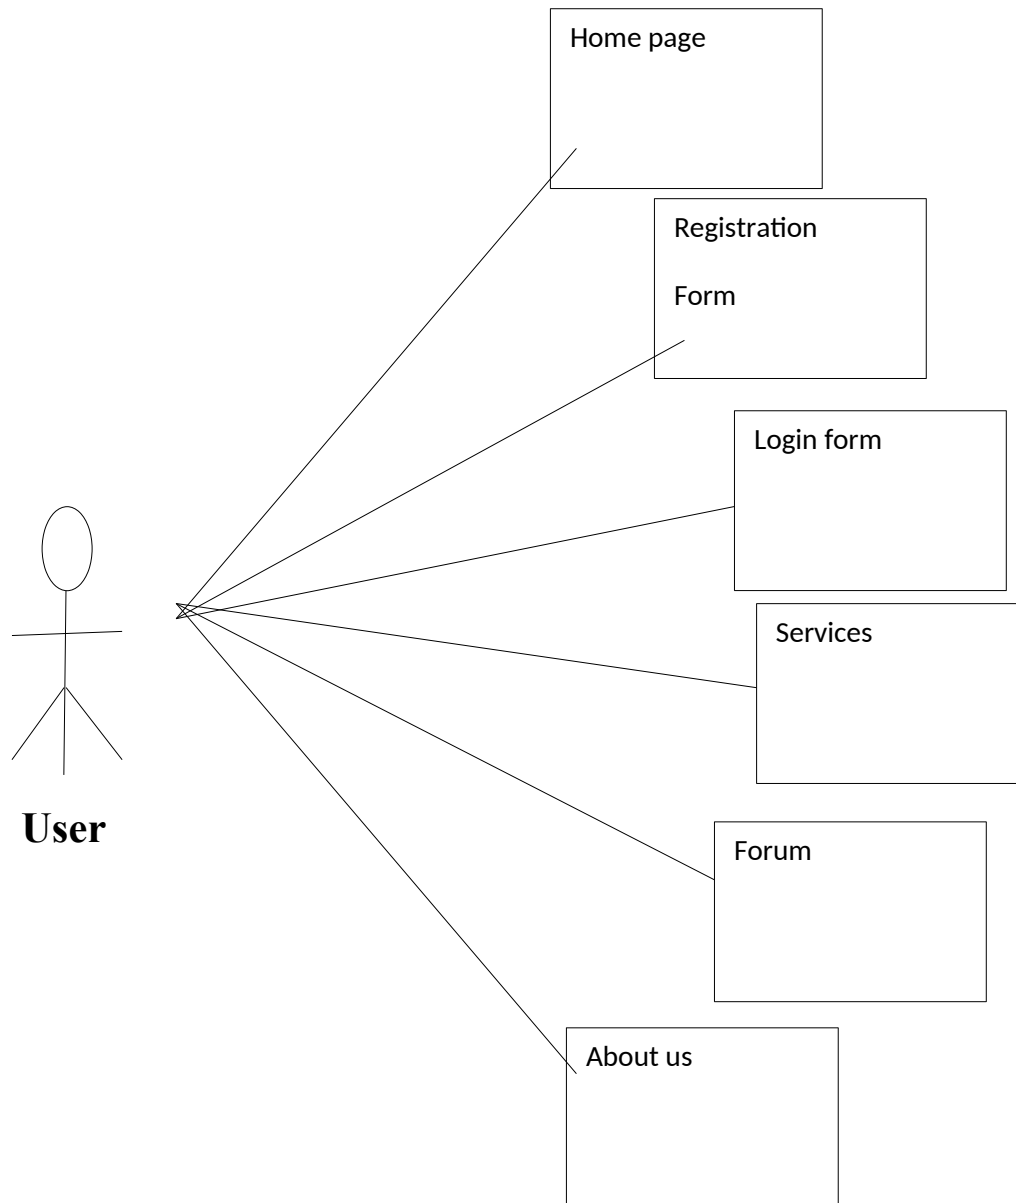 Home page
Registration
Form
Login form
Services
User
Forum
About us